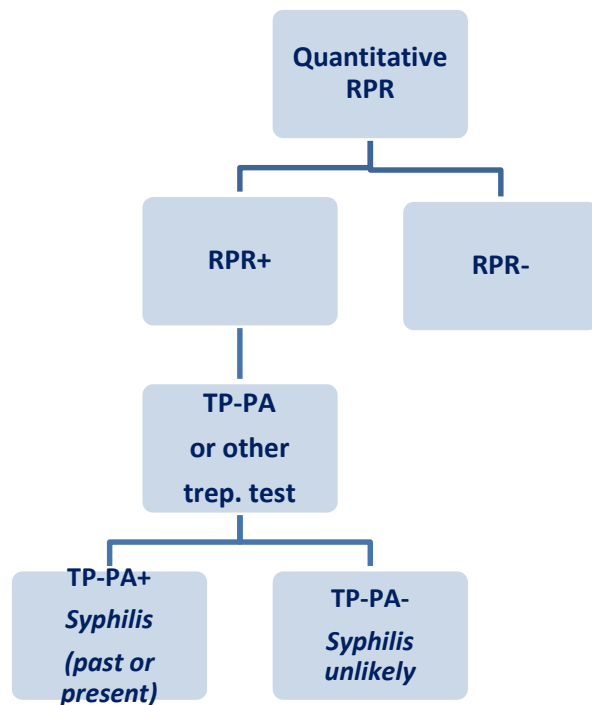 Quantitative
RPR
RPR+
RPR-
TP-PA
or other
trep. test
TP-PA+
Syphilis
(past or
present)
TP-PA-
Syphilis
unlikely